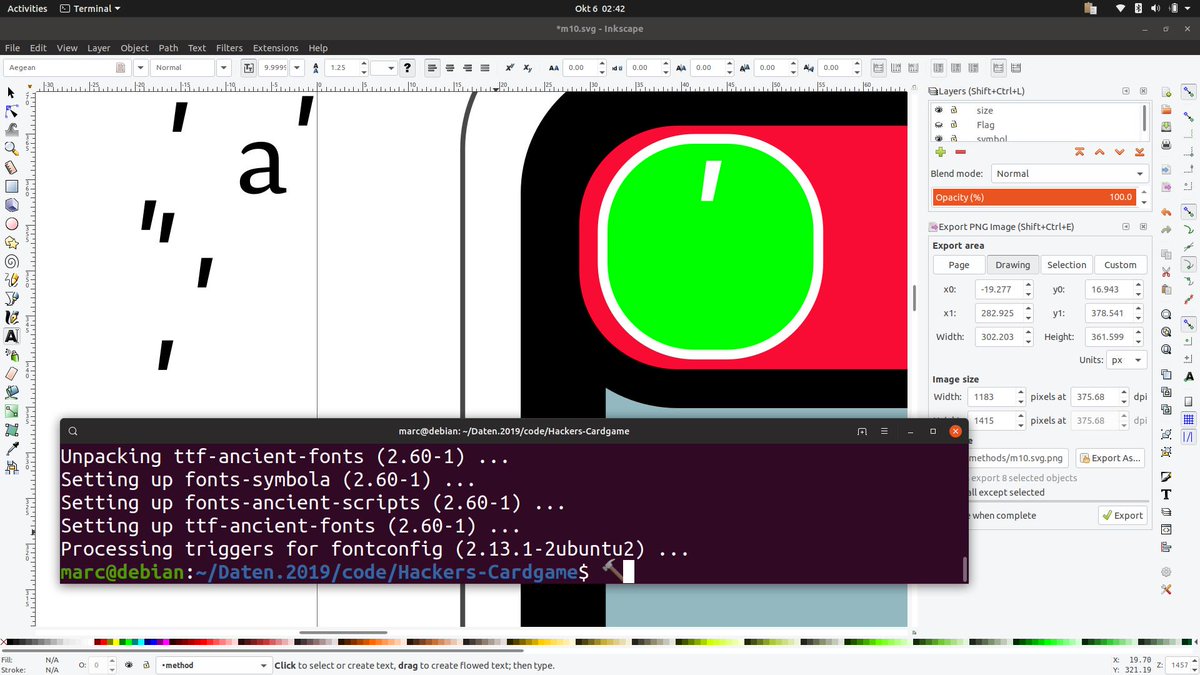 Activities Terminal Okt 6 02:42
*m10.svg - Inkscape
File Edit View Layer Object Path Text Filters Extensions Help
Aegean Normal 9.9999 1.25 0.00 0.00 0.00 0.00 0.00
a
Layers (Shift+Ctrl+L)
size
Flag
symbol
Blend mode: Normal
Opacity (%) 100.0
Export PNG Image (Shift+Ctrl+E)
Export area
Page Drawing Selection Custom
x0: -19.277 y0: 16.943
x1: 282.925 y1: 378.541
Width: 302.203 Height: 361.599
Units: px
Image size
Width: 1183 pixels at 375.68 dpi
1415 pixels at 375.68 dpi
methods/m10.svg.png Export As...
export 8 selected objects
all except selected
when complete Export
marc@debian: ~/Daten.2019/code/Hackers-Cardgame
Unpacking ttf-ancient-fonts (2.60-1) ...
Setting up fonts-symbola (2.60-1) ...
Setting up fonts-ancient-scripts (2.60-1) ...
Setting up ttf-ancient-fonts (2.60-1) ...
Processing triggers for fontconfig (2.13.1-2ubuntu2) ...
marc@debian:~/Daten.2019/code/Hackers-Cardgame$ 🔨
Fill: N/A
Stroke: N/A
O: 0
•method
Click to select or create text, drag to create flowed text; then type.
X: 19.70
Y: 321.19
Z: 1457